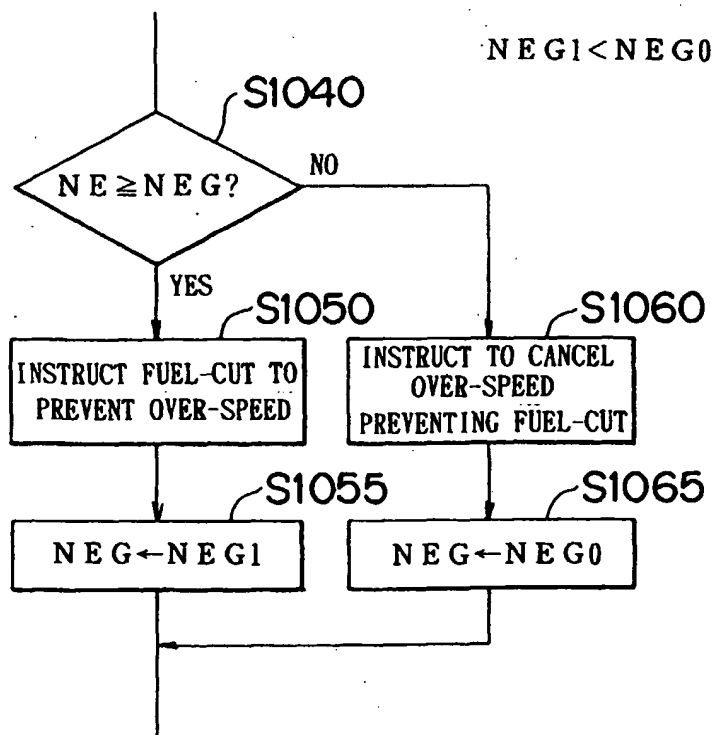 NEG1<NEG0
S1040
NE≧NEG?
NO
YES
S1050
INSTRUCT FUEL-CUT TO
PREVENT OVER-SPEED
S1060
INSTRUCT TO CANCEL
OVER-SPEED
PREVENTING FUEL-CUT
S1055
NEG←NEG1
S1065
NEG←NEG0